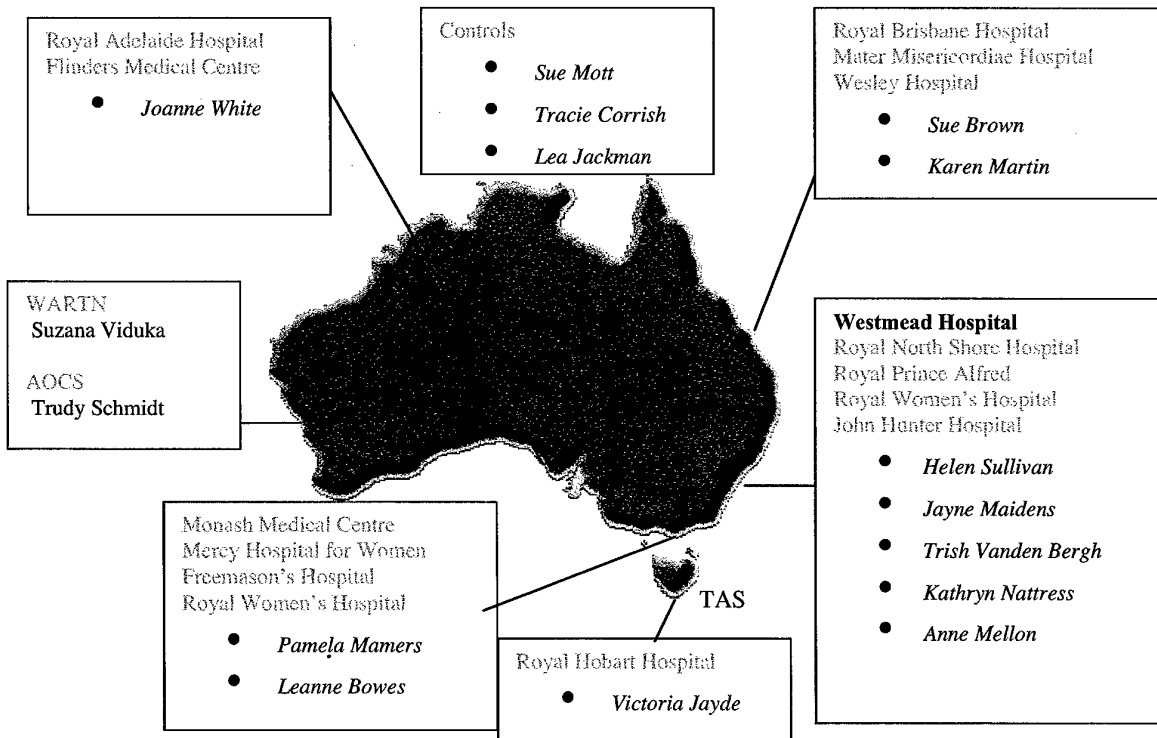 Royal Adelaide Hospital
Flinders Medical Centre
● Joanne White
Controls
● Sue Mott
● Tracie Corrish
● Lea Jackman
Royal Brisbane Hospital
Mater Misericordiae Hospital
Wesley Hospital
● Sue Brown
● Karen Martin
WARTN
Suzana Viduka
AOCS
Trudy Schmidt
Westmead Hospital
Royal North Shore Hospital
Royal Prince Alfred
Royal Women's Hospital
John Hunter Hospital
● Helen Sullivan
● Jayne Maidens
● Trish Vanden Bergh
● Kathryn Nattress
● Anne Mellon
Monash Medical Centre
Mercy Hospital for Women
Freemason's Hospital
Royal Women's Hospital
● Pamela Mamers
● Leanne Bowes
TAS
Royal Hobart Hospital
● Victoria Jayde